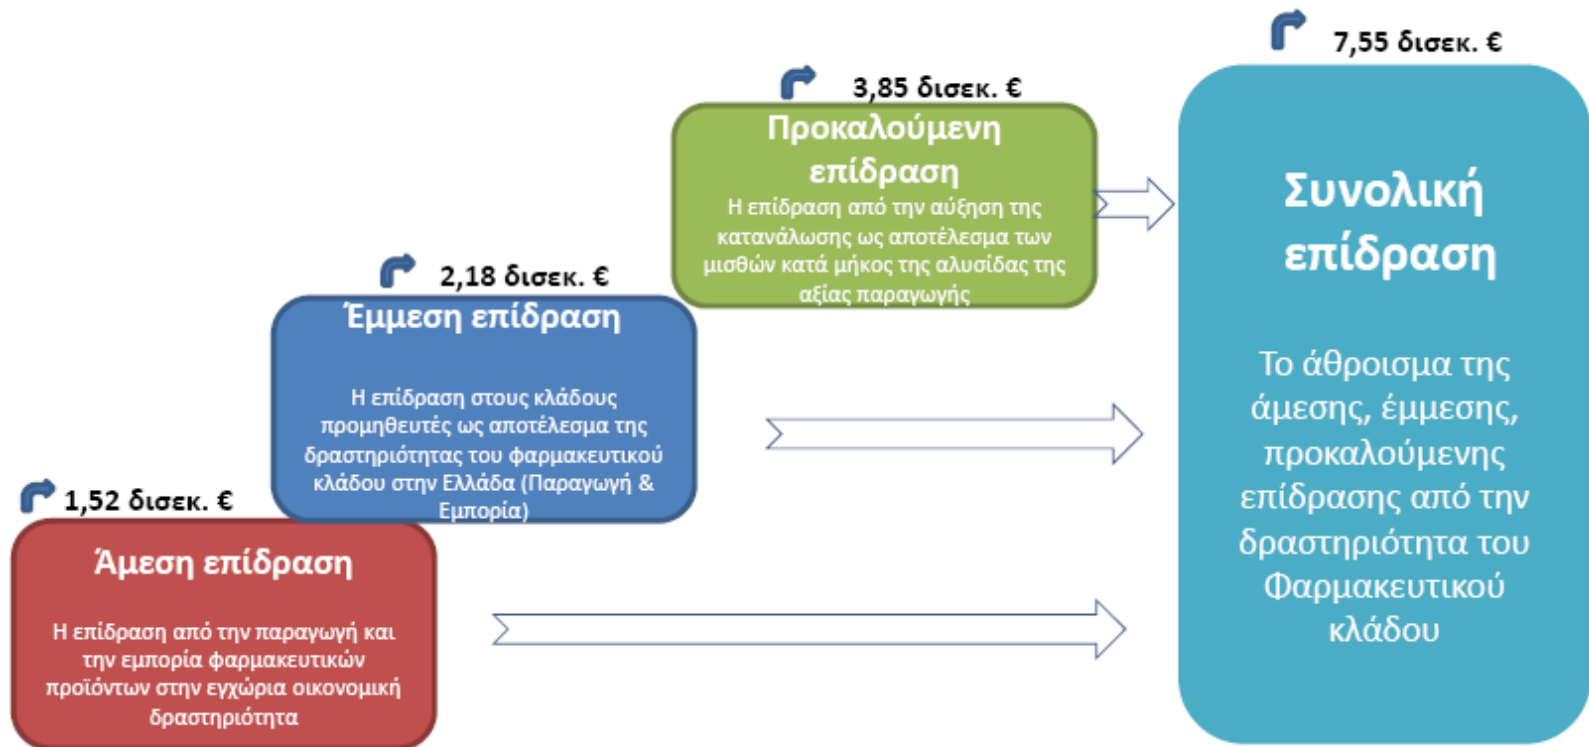 1,52 δισεκ. €
Άμεση επίδραση
Η επίδραση από την παραγωγή και
την εμπορία φαρμακευτικών
προϊόντων στην εγχώρια οικονομική
δραστηριότητα
2,18 δισεκ. €
Έμμεση επίδραση
Η επίδραση στους κλάδους
προμηθευτές ως αποτέλεσμα της
δραστηριότητας του φαρμακευτικού
κλάδου στην Ελλάδα (Παραγωγή &
Εμπορία)
3,85 δισεκ. €
Προκαλούμενη
επίδραση
Η επίδραση από την αύξηση της
κατανάλωσης ως αποτέλεσμα των
μισθών κατά μήκος της αλυσίδας της
αξίας παραγωγής
7,55 δισεκ. €
Συνολική
επίδραση
Το άθροισμα της
άμεσης, έμμεσης,
προκαλούμενης
επίδρασης από την
δραστηριότητα του
Φαρμακευτικού
κλάδου